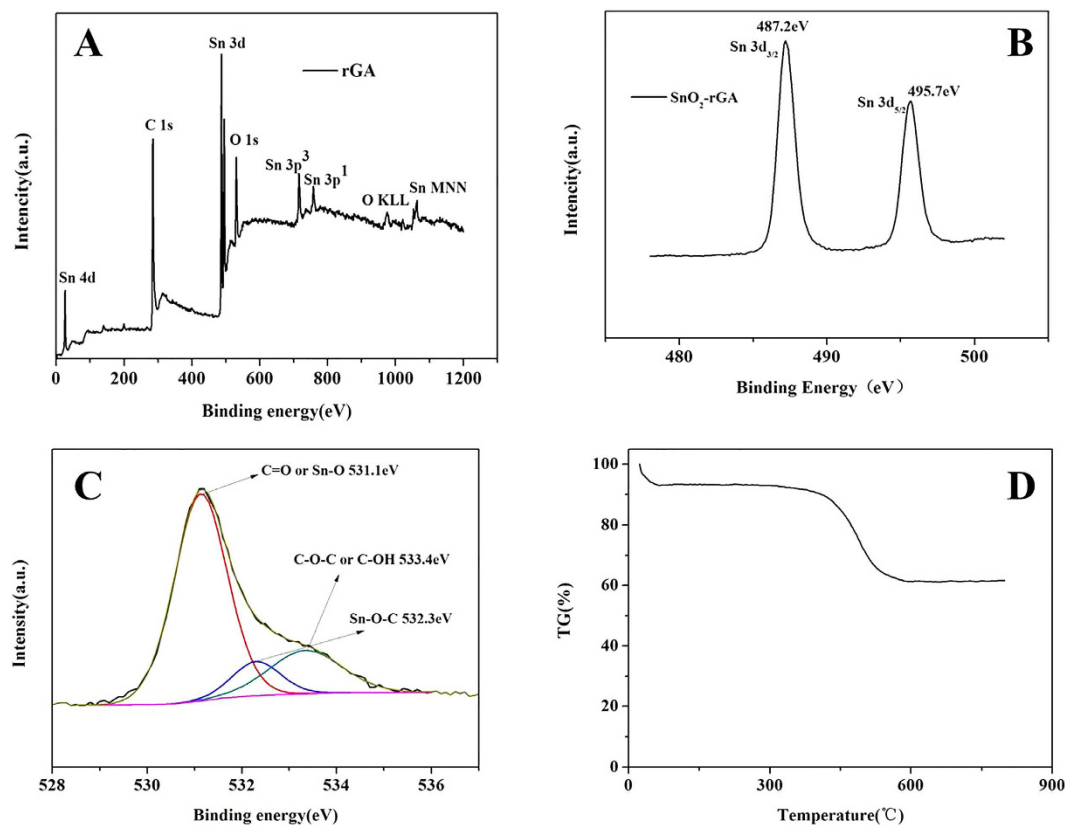 A
Sn 3d
rGA
C 1s
O 1s
Sn 3p3
Sn 3p1
O KLL
Sn MNN
Sn 4d
Intencity(a.u.)
0 200 400 600 800 1000 1200
Binding energy(eV)
B
487.2eV
Sn 3d3/2
SnO2-rGA
Sn 3d5/2
495.7eV
Intencity(a.u.)
480 490 500
Binding Energy（eV）
C
C=O or Sn-O 531.1eV
C-O-C or C-OH 533.4eV
Sn-O-C 532.3eV
Intensity(a.u.)
528 530 532 534 536
Binding energy(eV)
D
100
80
60
40
20
0
TG(%)
0 300 600 900
Temperature(℃)